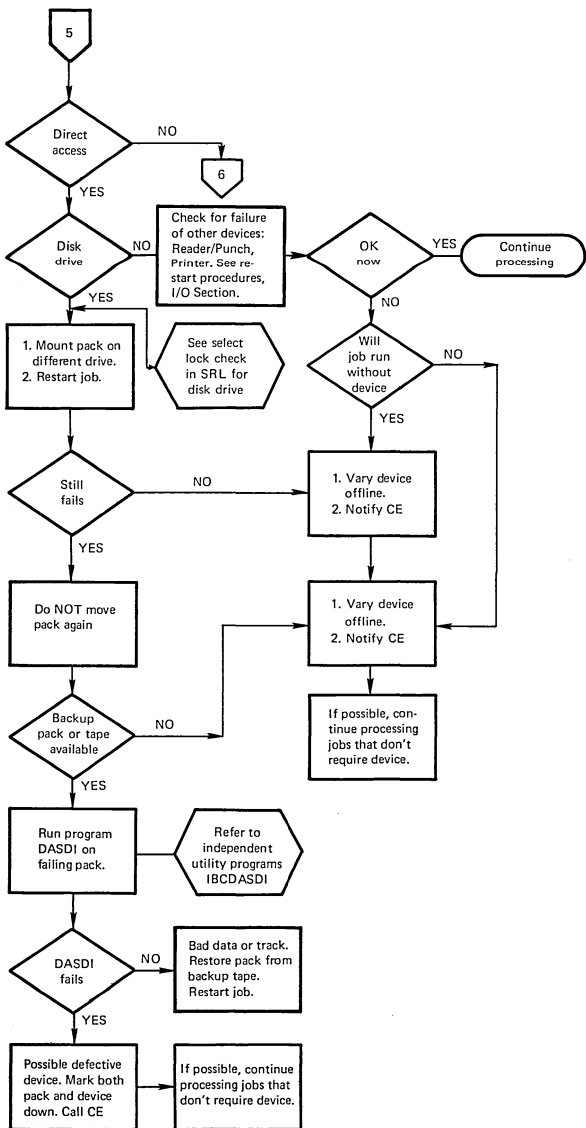 5
Direct
access
NO
6
YES
Disk
drive
NO
Check for failure
of other devices:
Reader/Punch,
Printer. See re-
start procedures,
I/O Section.
OK
now
YES
Continue
processing
YES
NO
1. Mount pack on
different drive.
2. Restart job.
See select
lock check
in SRL for
disk drive
Will
job run
without
device
NO
YES
Still
fails
NO
1. Vary device
offline.
2. Notify CE
YES
Do NOT move
pack again
1. Vary device
offline.
2. Notify CE
Backup
pack or tape
available
NO
If possible, con-
tinue processing
jobs that don't
require device.
YES
Run program
DASDI on
failing pack.
Refer to
independent
utility programs
IBCDASDI
DASDI
fails
NO
Bad data or track.
Restore pack from
backup tape.
Restart job.
YES
Possible defective
device. Mark both
pack and device
down. Call CE
If possible, continue
processing jobs that
don't require device.